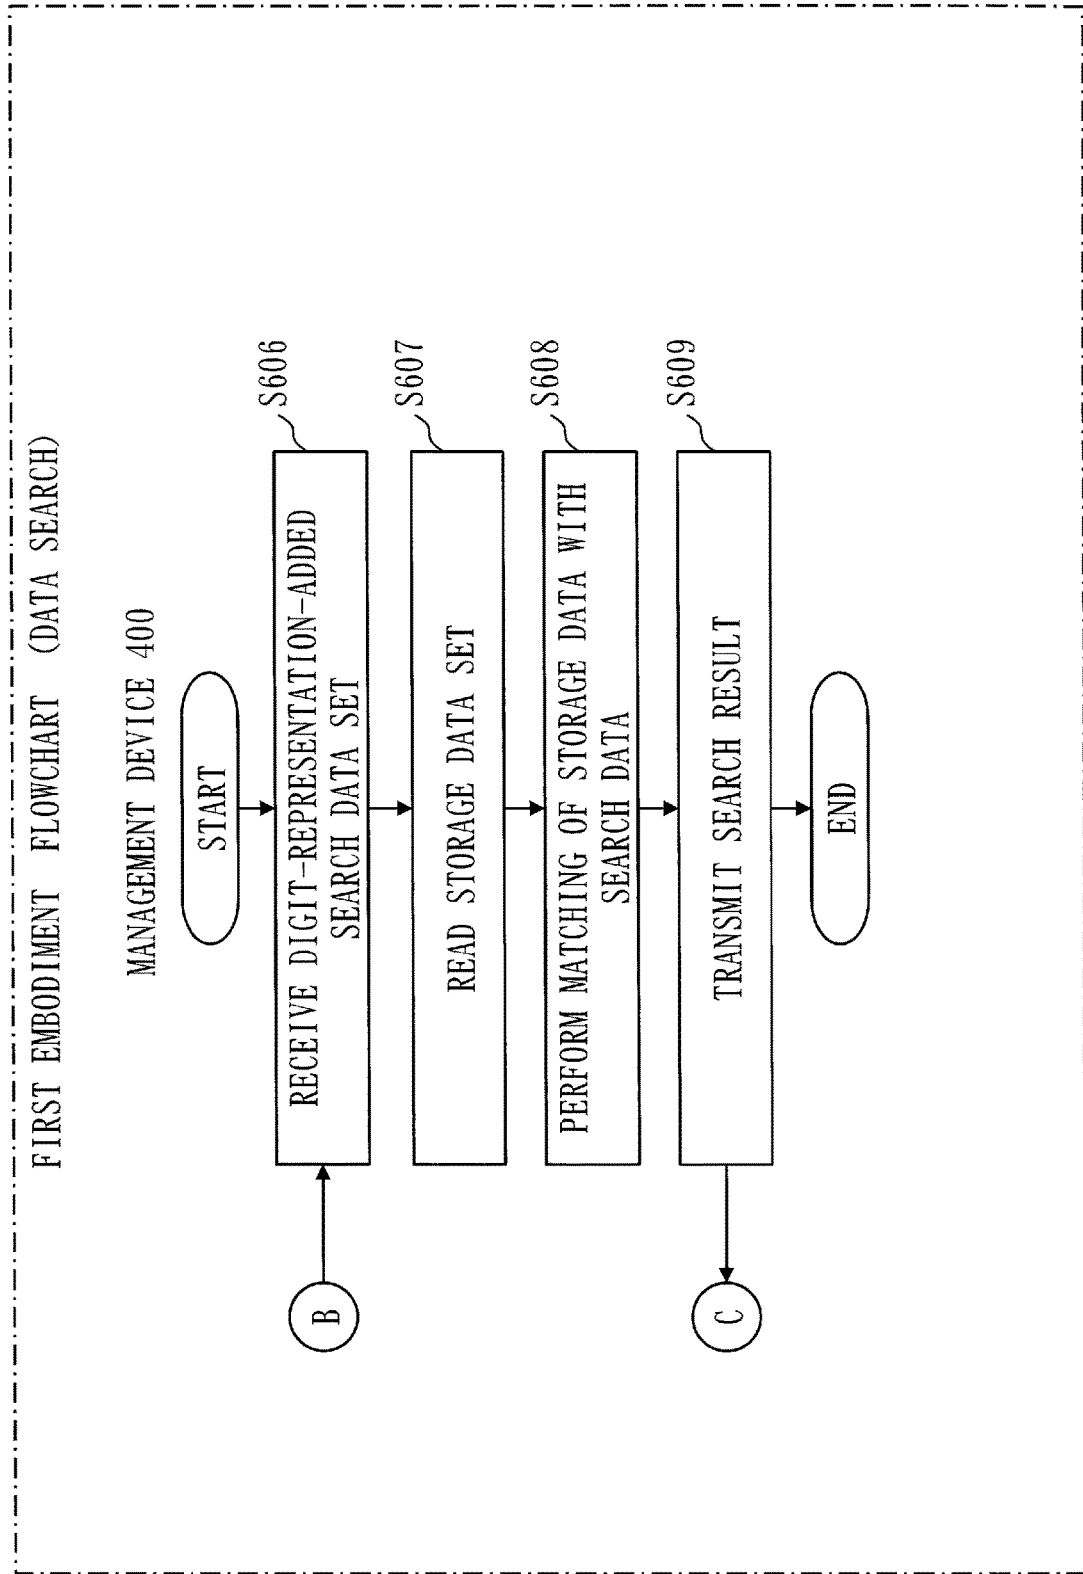 FIRST EMBODIMENT FLOWCHART (DATA SEARCH)
MANAGEMENT DEVICE 400
START
B
RECEIVE DIGIT-REPRESENTATION-ADDED
SEARCH DATA SET
S606
READ STORAGE DATA SET
S607
PERFORM MATCHING OF STORAGE DATA WITH
SEARCH DATA
S608
TRANSMIT SEARCH RESULT
S609
C
END